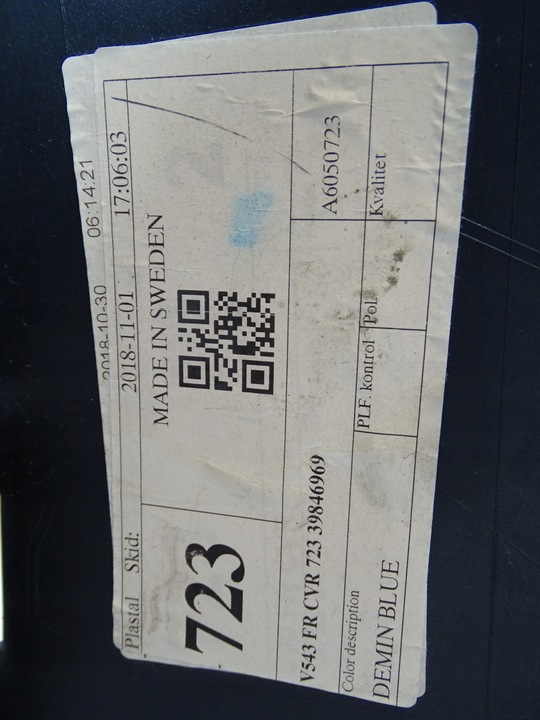 2018-10-30 06:14:21
Plastal Skid: 2018-11-01 17:06:03
723
MADE IN SWEDEN
V543 FR CVR 723 39846969
A6050723
Color description
DEMIN BLUE
PLF. kontrol
Pol.
Kvalitet